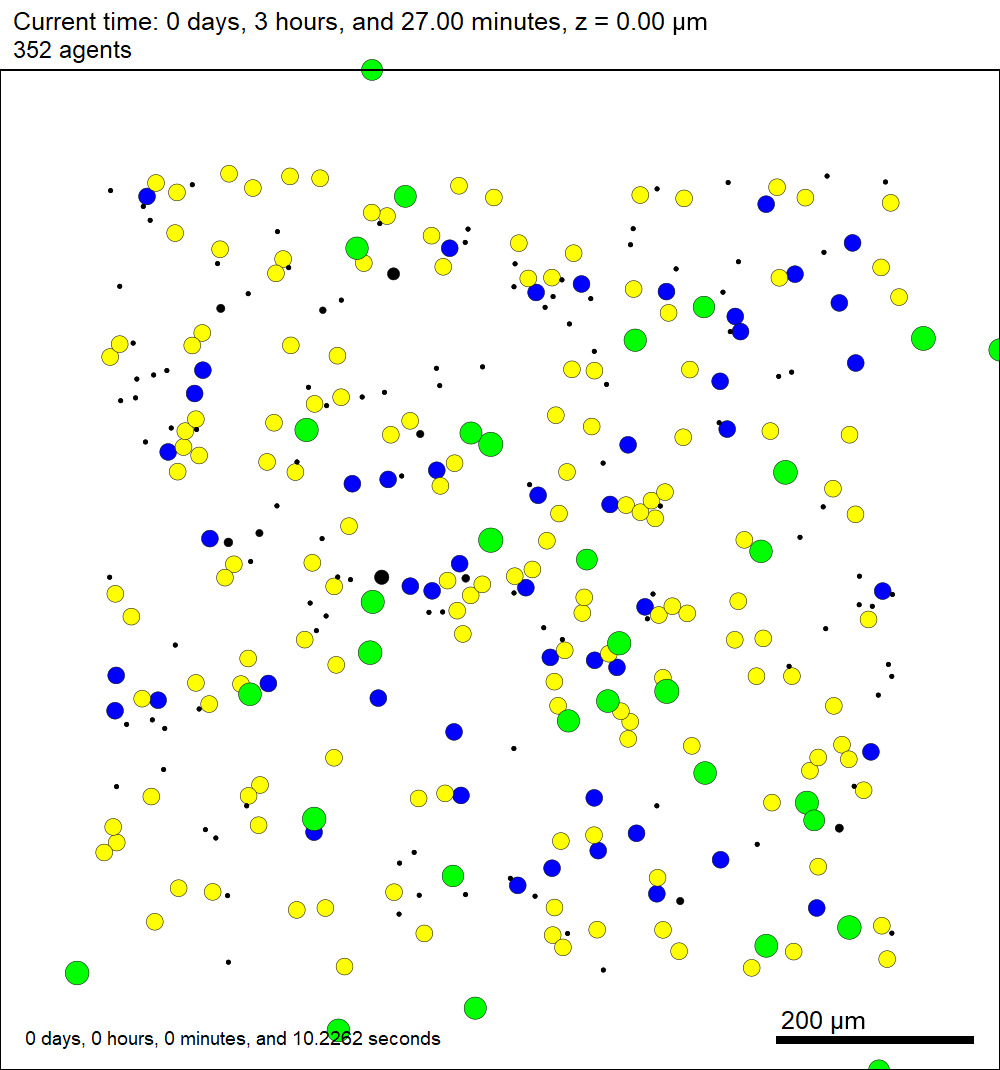 Current time: 0 days, 3 hours, and 27.00 minutes, z = 0.00 μm
352 agents
200 μm
0 days, 0 hours, 0 minutes, and 10.2262 seconds